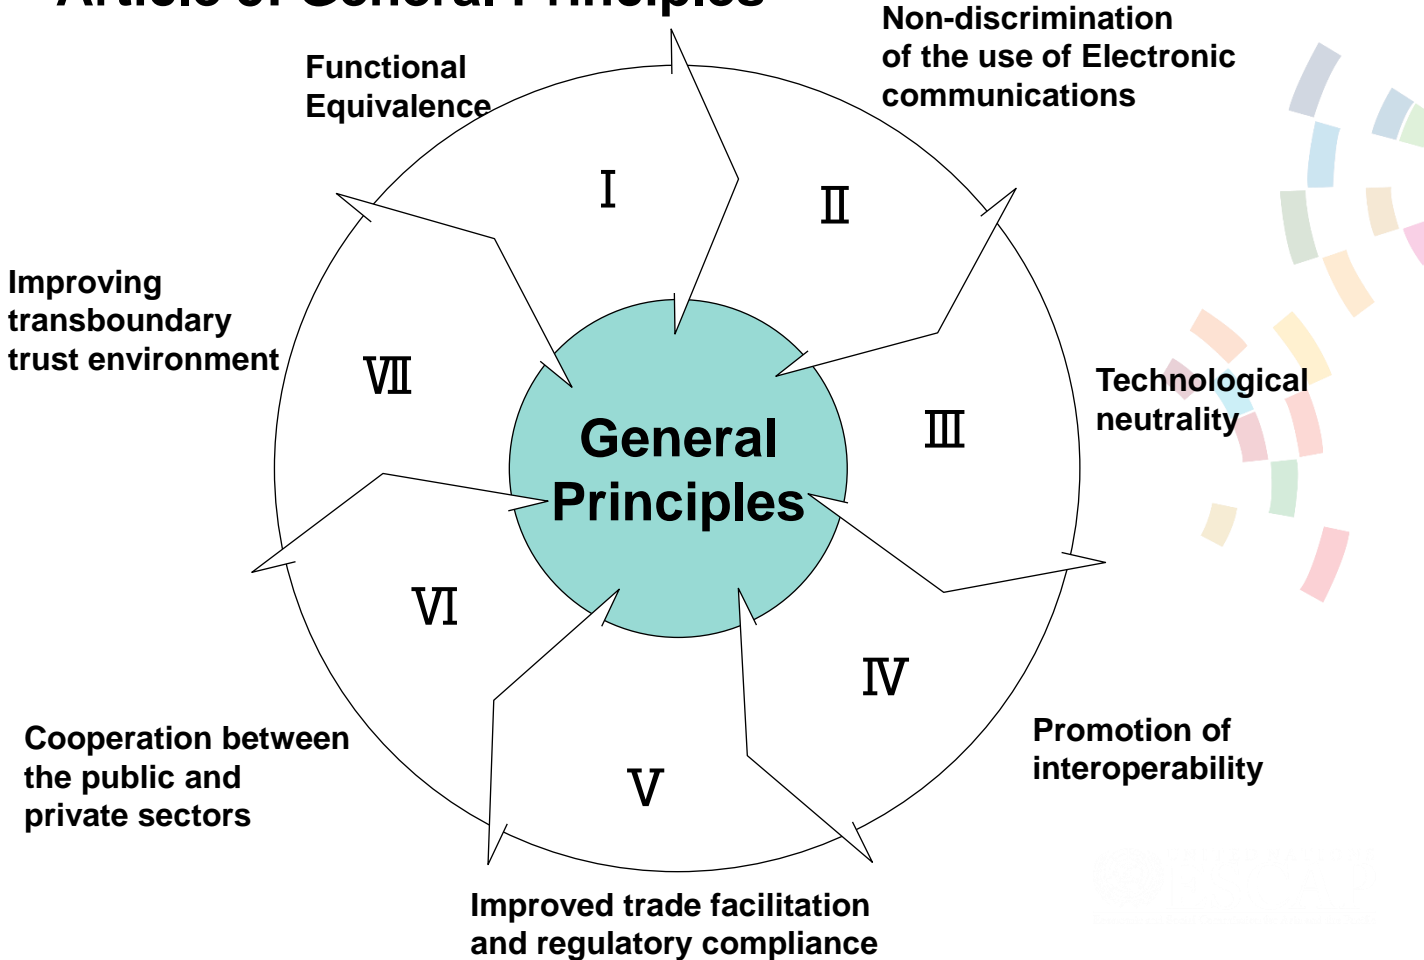 General Principles
Functional
Equivalence
Non-discrimination
of the use of Electronic
communications
Ⅰ
Ⅱ
Improving
transboundary
trust environment
Ⅶ
Technological
neutrality
Ⅲ
General
Principles
Ⅵ
Ⅳ
Cooperation between
the public and
private sectors
Promotion of
interoperability
Ⅴ
Improved trade facilitation
and regulatory compliance